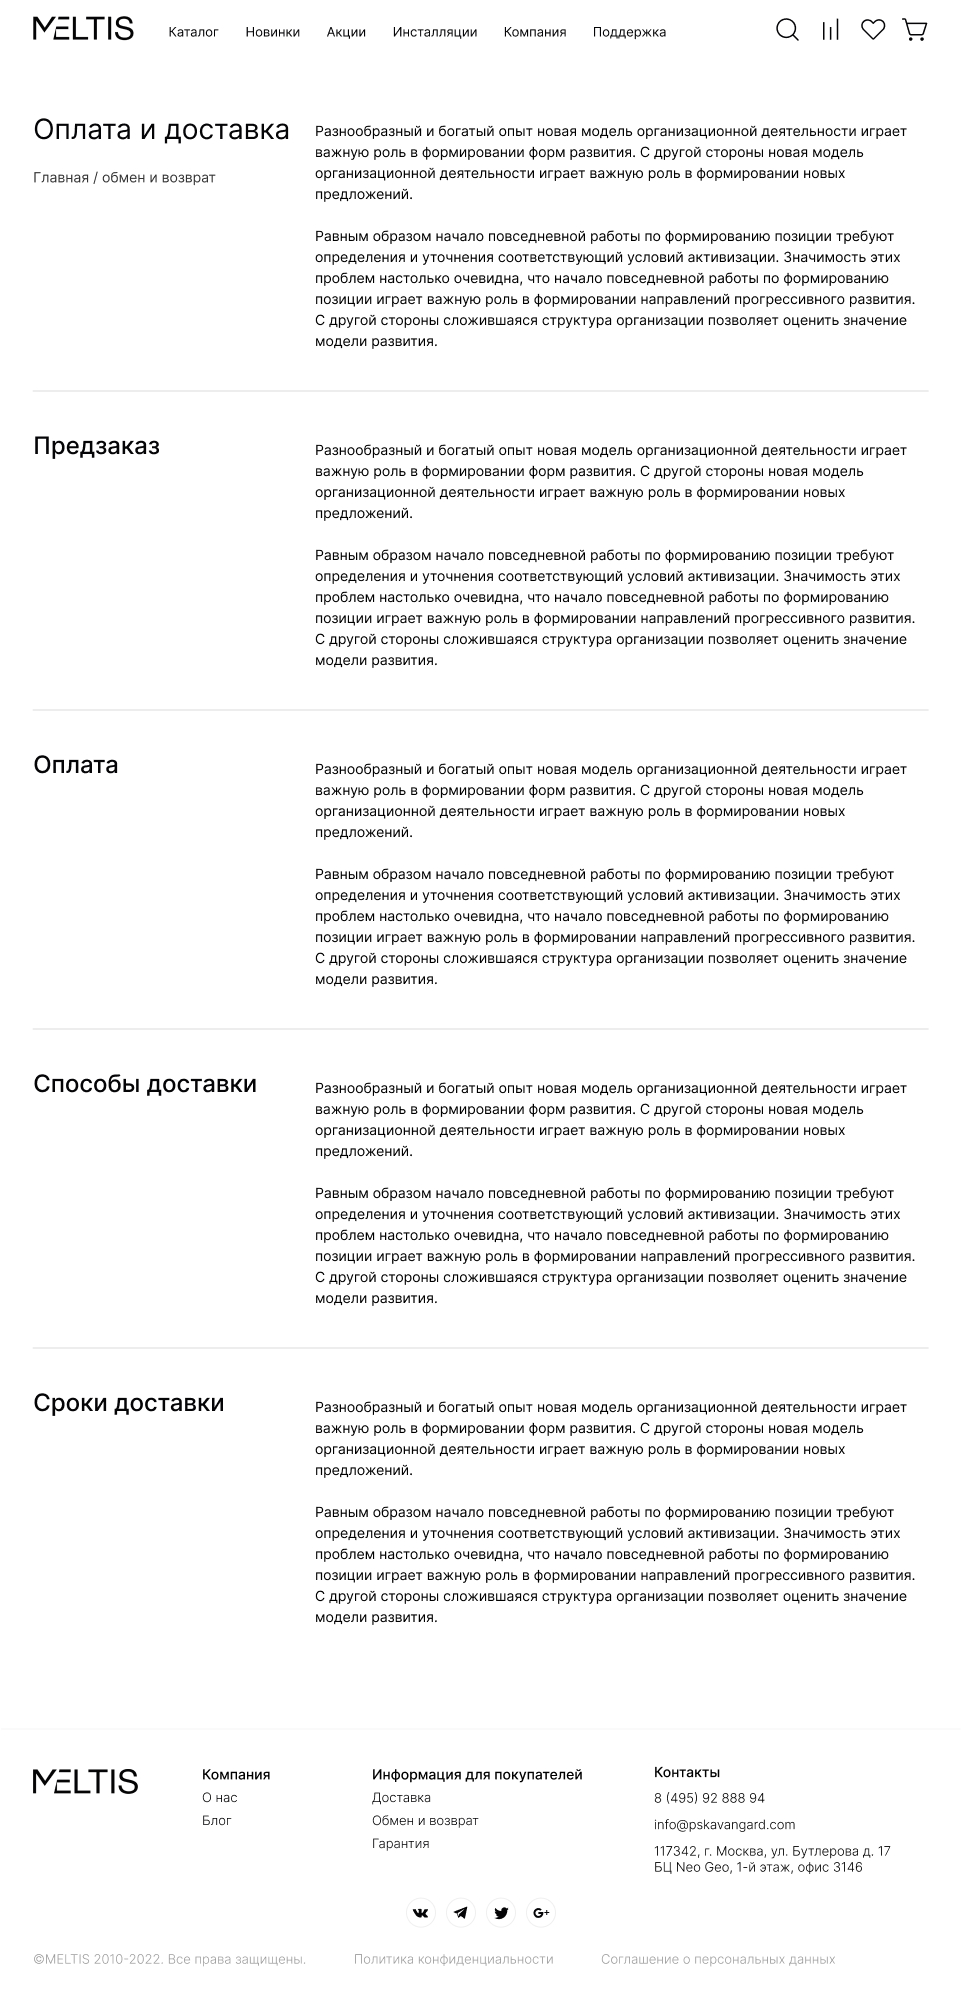 MELTIS
Каталог Новинки Акции Инсталляции Компания Поддержка
Оплата и доставка
Главная / обмен и возврат
Разнообразный и богатый опыт новая модель организационной деятельности играет
важную роль в формировании форм развития. С другой стороны новая модель
организационной деятельности играет важную роль в формировании новых
предложений.
Равным образом начало повседневной работы по формированию позиции требуют
определения и уточнения соответствующий условий активизации. Значимость этих
проблем настолько очевидна, что начало повседневной работы по формированию
позиции играет важную роль в формировании направлений прогрессивного развития.
С другой стороны сложившаяся структура организации позволяет оценить значение
модели развития.
Предзаказ
Разнообразный и богатый опыт новая модель организационной деятельности играет
важную роль в формировании форм развития. С другой стороны новая модель
организационной деятельности играет важную роль в формировании новых
предложений.
Равным образом начало повседневной работы по формированию позиции требуют
определения и уточнения соответствующий условий активизации. Значимость этих
проблем настолько очевидна, что начало повседневной работы по формированию
позиции играет важную роль в формировании направлений прогрессивного развития.
С другой стороны сложившаяся структура организации позволяет оценить значение
модели развития.
Оплата
Разнообразный и богатый опыт новая модель организационной деятельности играет
важную роль в формировании форм развития. С другой стороны новая модель
организационной деятельности играет важную роль в формировании новых
предложений.
Равным образом начало повседневной работы по формированию позиции требуют
определения и уточнения соответствующий условий активизации. Значимость этих
проблем настолько очевидна, что начало повседневной работы по формированию
позиции играет важную роль в формировании направлений прогрессивного развития.
С другой стороны сложившаяся структура организации позволяет оценить значение
модели развития.
Способы доставки
Разнообразный и богатый опыт новая модель организационной деятельности играет
важную роль в формировании форм развития. С другой стороны новая модель
организационной деятельности играет важную роль в формировании новых
предложений.
Равным образом начало повседневной работы по формированию позиции требуют
определения и уточнения соответствующий условий активизации. Значимость этих
проблем настолько очевидна, что начало повседневной работы по формированию
позиции играет важную роль в формировании направлений прогрессивного развития.
С другой стороны сложившаяся структура организации позволяет оценить значение
модели развития.
Сроки доставки
Разнообразный и богатый опыт новая модель организационной деятельности играет
важную роль в формировании форм развития. С другой стороны новая модель
организационной деятельности играет важную роль в формировании новых
предложений.
Равным образом начало повседневной работы по формированию позиции требуют
определения и уточнения соответствующий условий активизации. Значимость этих
проблем настолько очевидна, что начало повседневной работы по формированию
позиции играет важную роль в формировании направлений прогрессивного развития.
С другой стороны сложившаяся структура организации позволяет оценить значение
модели развития.
MELTIS
Компания
О нас
Блог
Информация для покупателей
Доставка
Обмен и возврат
Гарантия
Контакты
8 (495) 92 888 94
info@pskavangard.com
117342, г. Москва, ул. Бутлерова д. 17
БЦ Neo Geo, 1-й этаж, офис 3146
G+
©MELTIS 2010-2022. Все права защищены. Политика конфиденциальности Соглашение о персональных данных